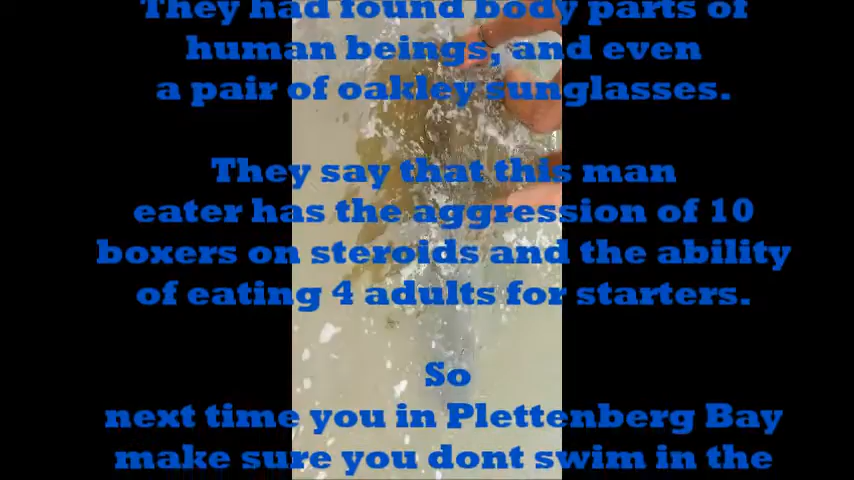 They had found body parts of
human beings, and even
a pair of oakley sunglasses.
They say that this man
eater has the aggression of 10
boxers on steroids and the ability
of eating 4 adults for starters.
So
next time you in Plettenberg Bay
make sure you dont swim in the